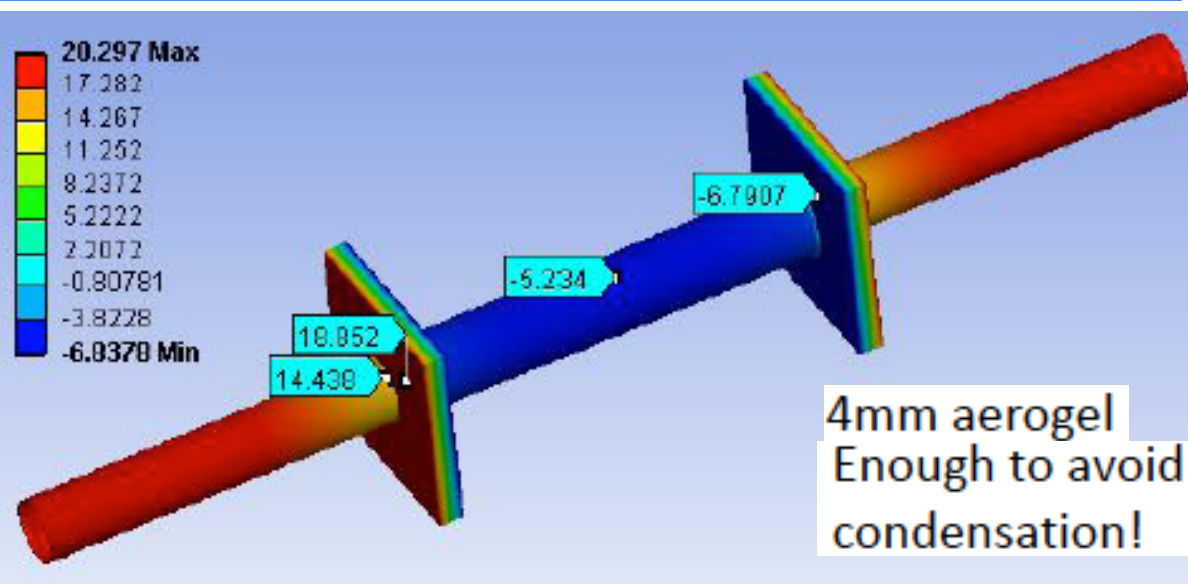 20.297 Max
17.282
14.267
11.252
8.2372
5.2222
2.2072
-0.80781
-3.8228
-6.8378 Min
-6.7907
-5.234
18.852
14.438
4mm aerogel
Enough to avoid
condensation!